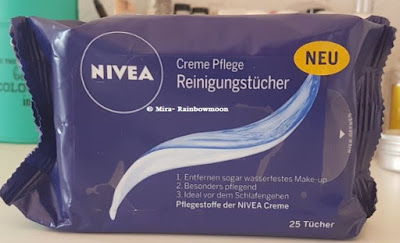 NIVEA
Creme Pflege
Reinigungstücher
NEU
© Mira- Rainbowmoon
1. Entfernen sogar wasserfestes Make-up
2. Besonders pflegend
3. Ideal vor dem Schlafengehen
Pflegestoffe der NIVEA Creme
25 Tücher